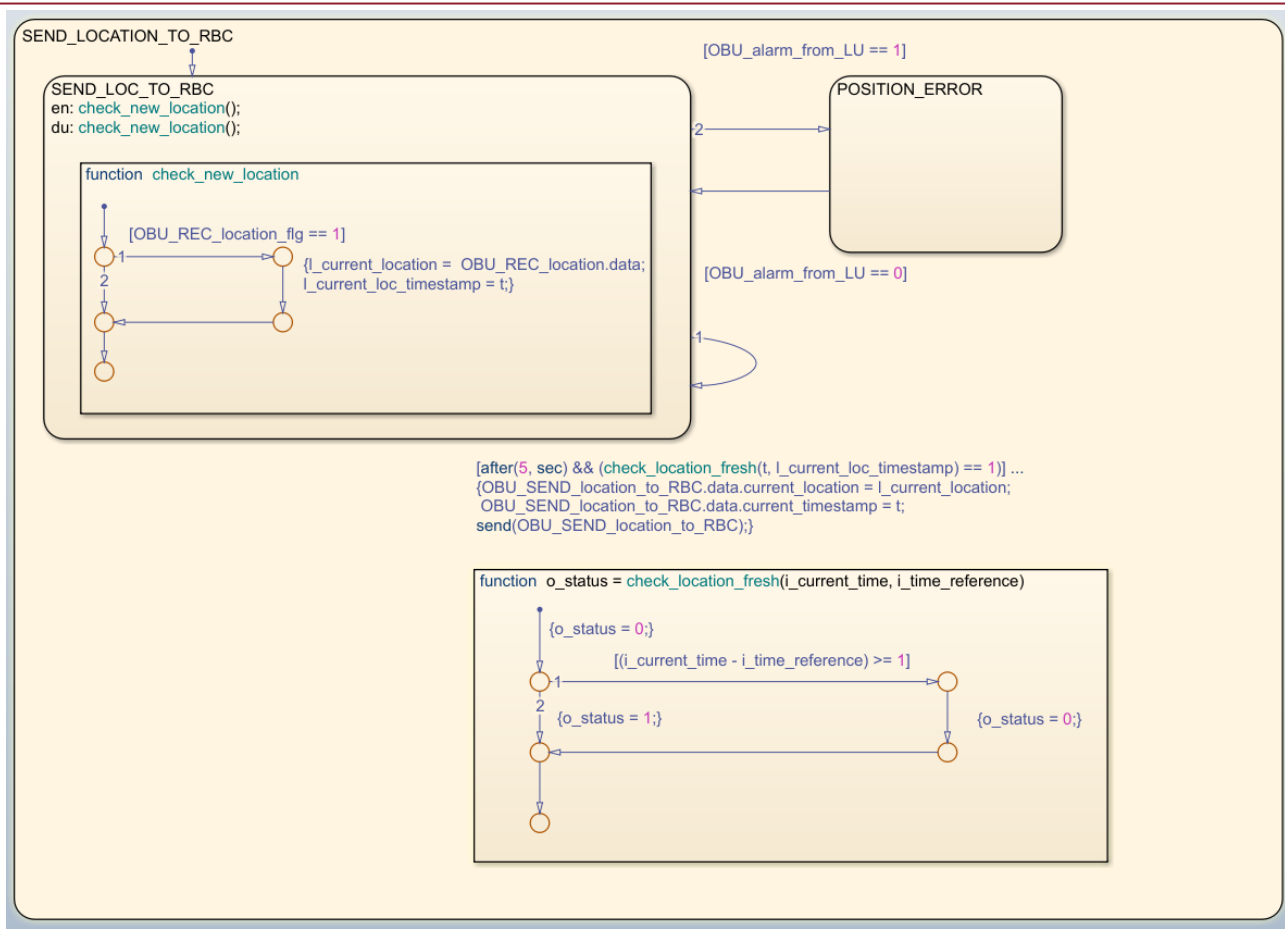 SEND_LOCATION_TO_RBC
[OBU_alarm_from_LU == 1]
SEND_LOC_TO_RBC
en: check_new_location();
du: check_new_location();
POSITION_ERROR
2
function check_new_location
[OBU_REC_location_flg == 1]
1
{l_current_location = OBU_REC_location.data;
l_current_loc_timestamp = t;}
2
[OBU_alarm_from_LU == 0]
1
[after(5, sec) && (check_location_fresh(t, l_current_loc_timestamp) == 1)] ...
{OBU_SEND_location_to_RBC.data.current_location = l_current_location;
OBU_SEND_location_to_RBC.data.current_timestamp = t;
send(OBU_SEND_location_to_RBC);}
function o_status = check_location_fresh(i_current_time, i_time_reference)
{o_status = 0;}
[(i_current_time - i_time_reference) >= 1]
1
2
{o_status = 1;}
{o_status = 0;}